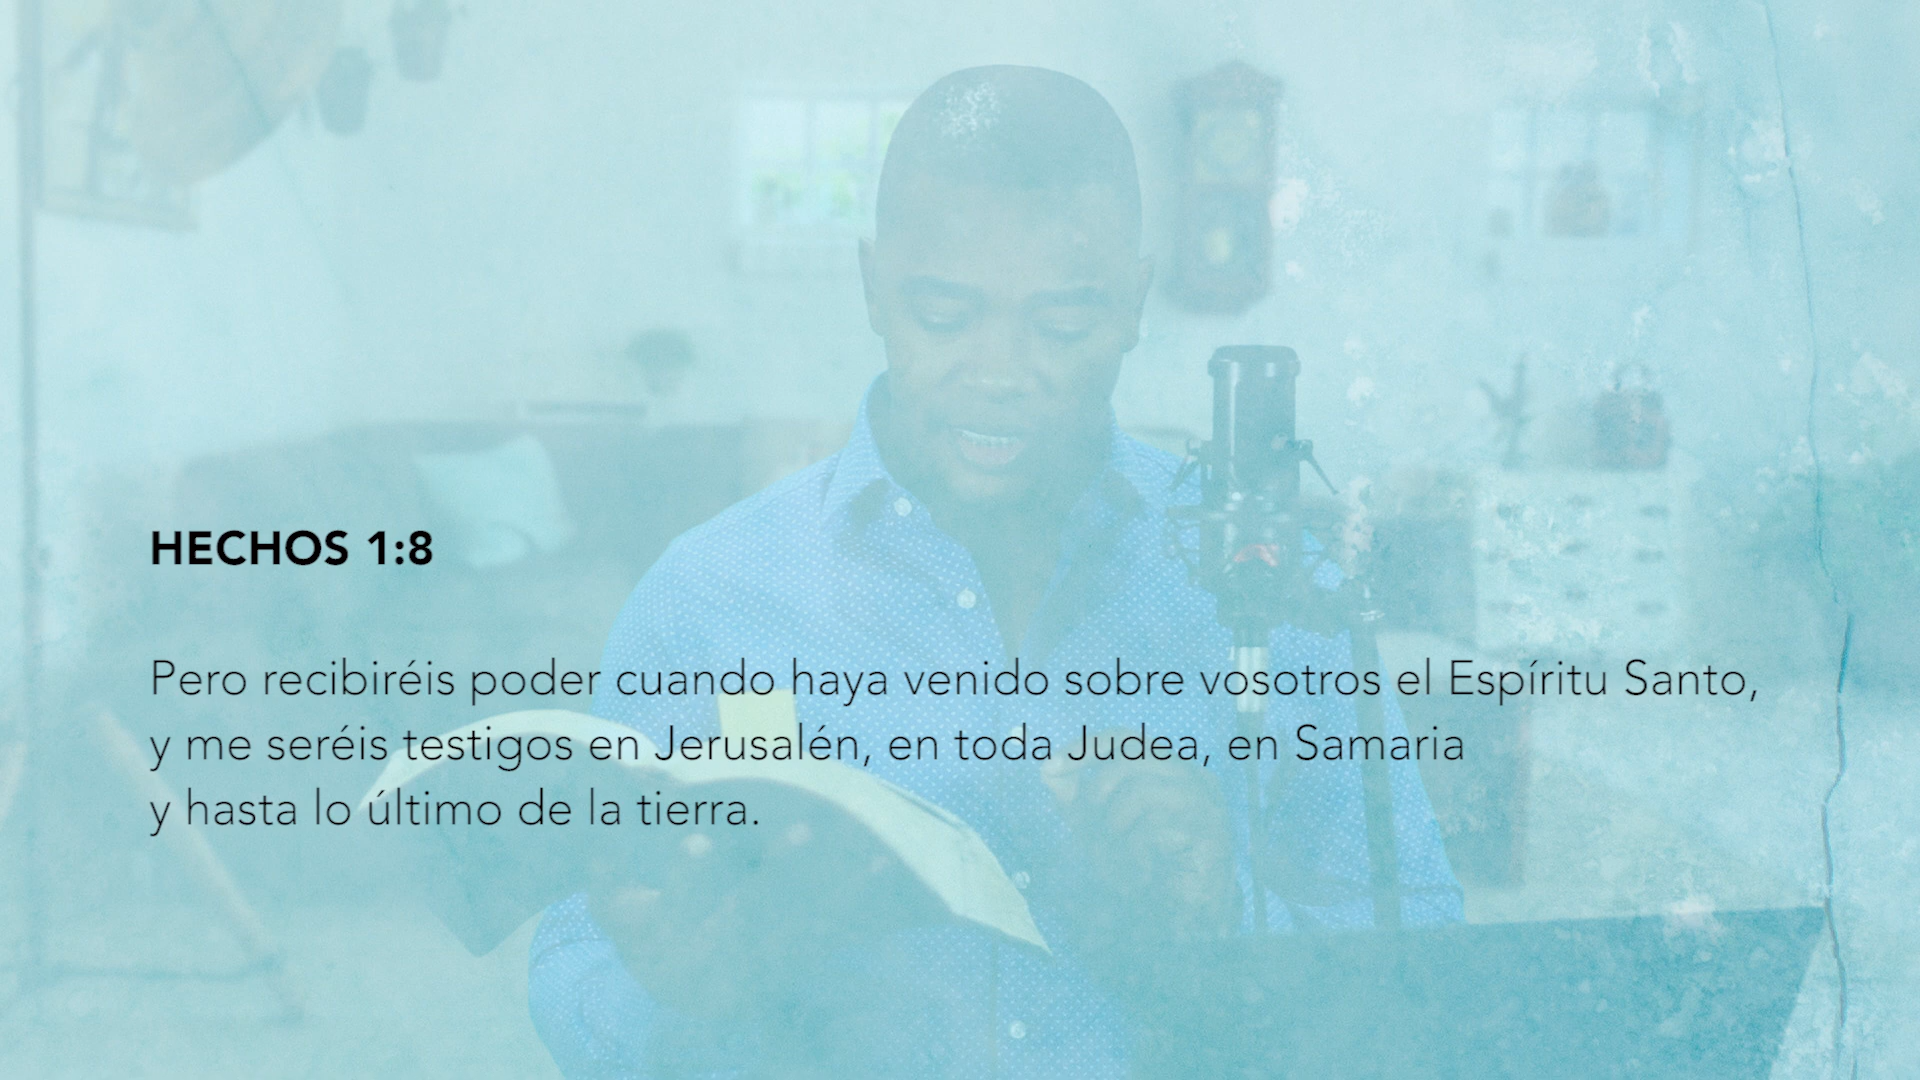 HECHOS 1:8
Pero recibiréis poder cuando haya venido sobre vosotros el Espíritu Santo,
y me seréis testigos en Jerusalén, en toda Judea, en Samaria
y hasta lo último de la tierra.